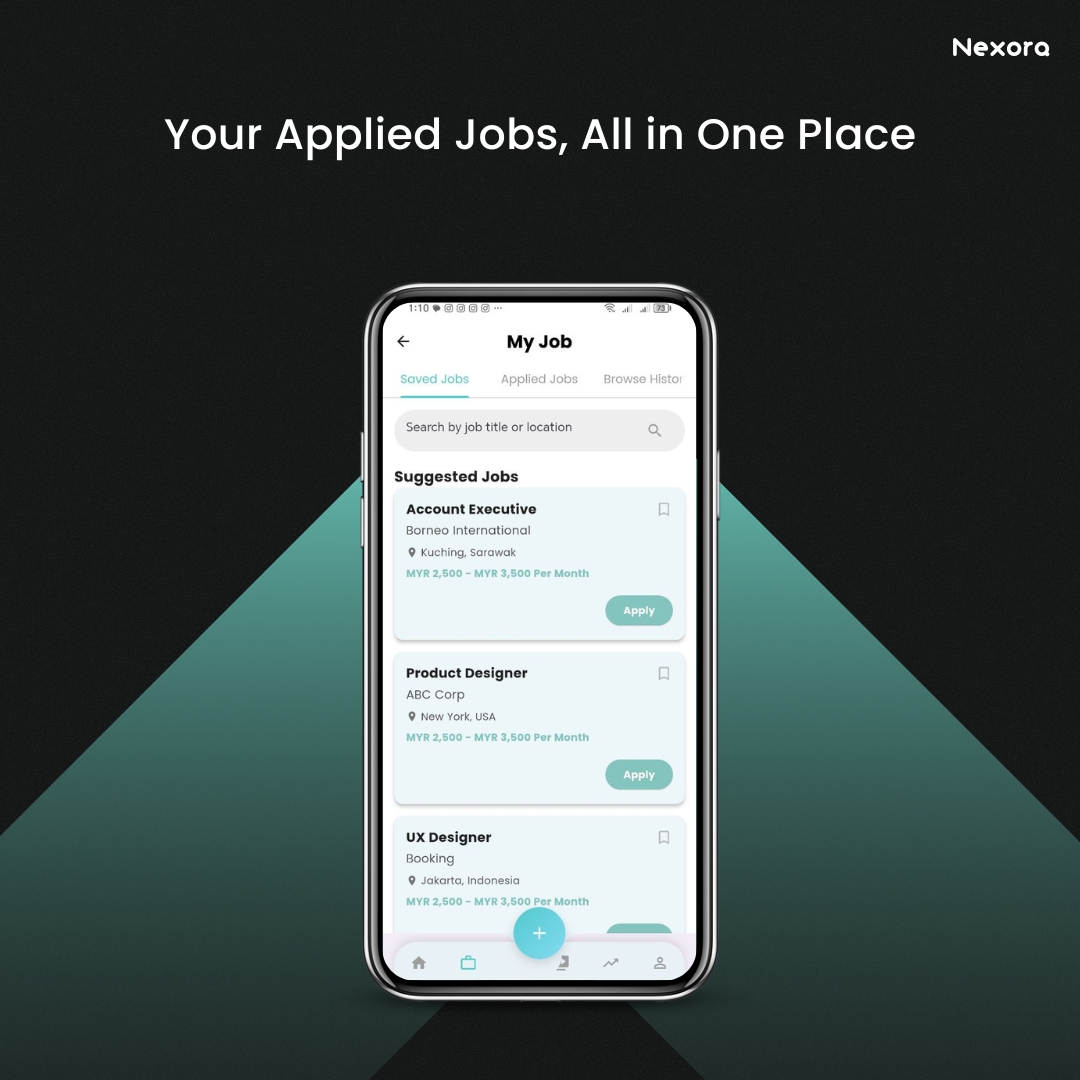 Nexora
Your Applied Jobs, All in One Place
1:10
73
My Job
Saved Jobs Applied Jobs Browse Histor
Search by job title or location
Suggested Jobs
Account Executive
Borneo International
Kuching, Sarawak
MYR 2,500 - MYR 3,500 Per Month
Apply
Product Designer
ABC Corp
New York, USA
MYR 2,500 - MYR 3,500 Per Month
Apply
UX Designer
Booking
Jakarta, Indonesia
MYR 2,500 - MYR 3,500 Per Month
+